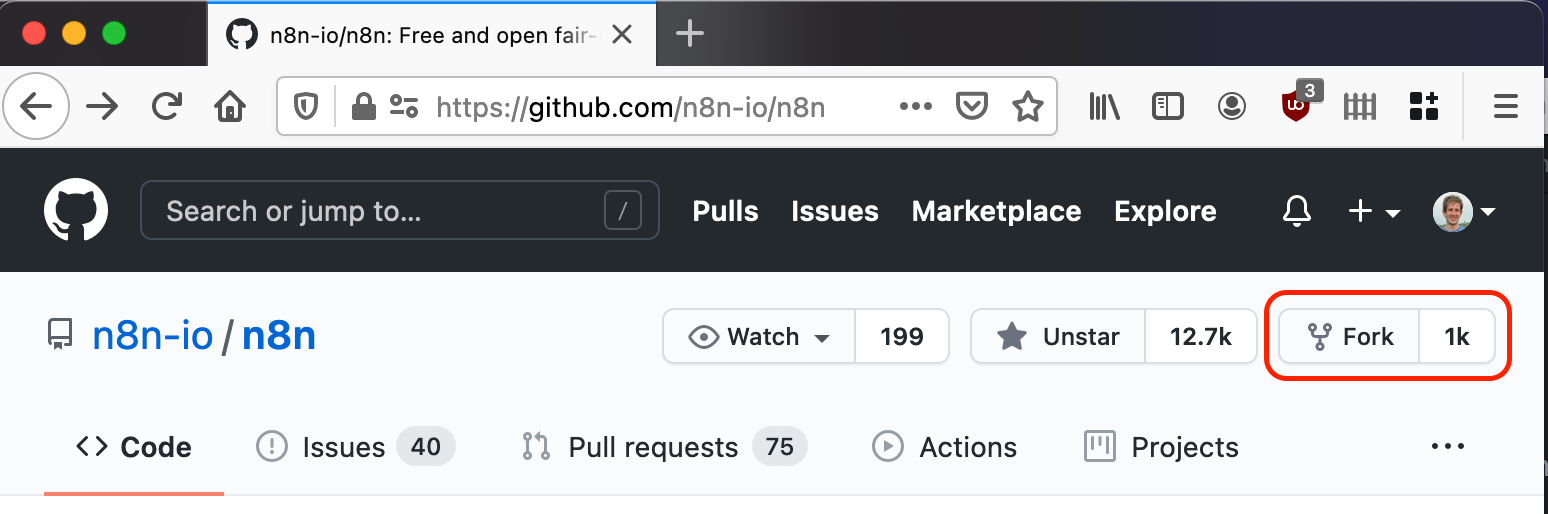 n8n-io/n8n: Free and open fair-
https://github.com/n8n-io/n8n
3
Search or jump to... /
Pulls Issues Marketplace Explore
n8n-io / n8n
Watch 199
Unstar 12.7k
Fork 1k
Code
Issues 40
Pull requests 75
Actions
Projects